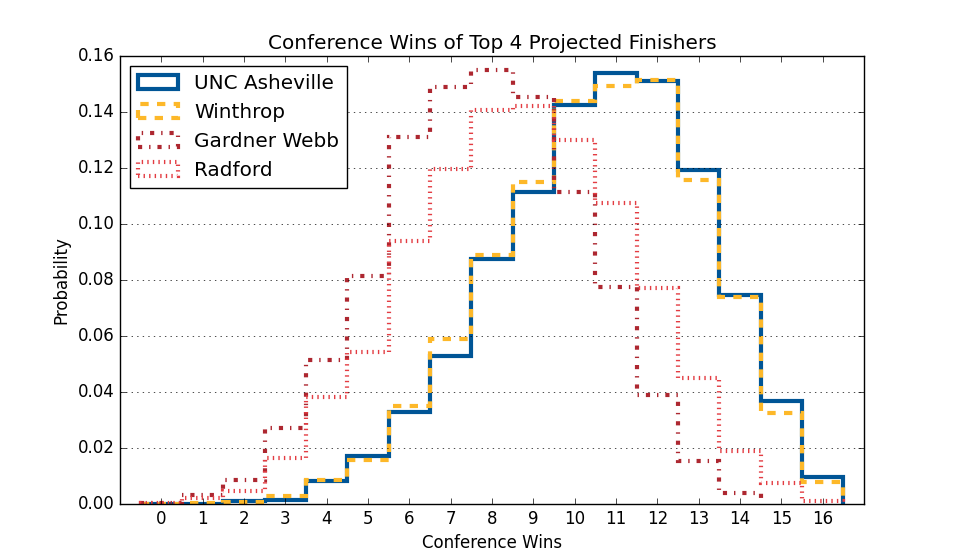 Conference Wins of Top 4 Projected Finishers
0.16
0.14
0.12
0.10
0.08
0.06
0.04
0.02
0.00
Probability
UNC Asheville
Winthrop
Gardner Webb
Radford
0 1 2 3 4 5 6 7 8 9 10 11 12 13 14 15 16
Conference Wins